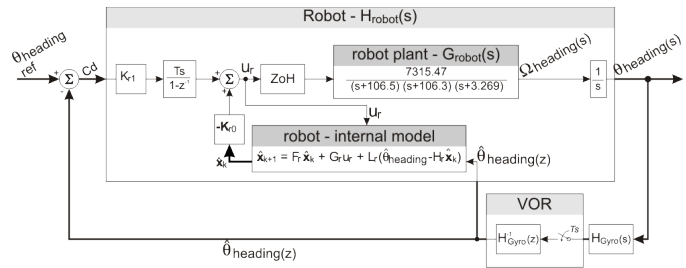 Robot - H_robot(s)
θ_heading ref
Σ
+
-
Cd
K_r1
Ts
1-z⁻¹
+
+
Σ
u_r
ZoH
robot plant - G_robot(s)
7315.47
(s+106.5) (s+106.3) (s+3.269)
Ω_heading(s)
1
s
θ_heading(s)
-K_r0
u_r
robot - internal model
x̂_k+1 = F_r x̂_k + G_r u_r + L_r(θ̂_heading - H_r x̂_k)
x̂_k
θ̂_heading(z)
VOR
H⁻¹_Gyro(z)
Ts
H_Gyro(s)
θ̂_heading(z)